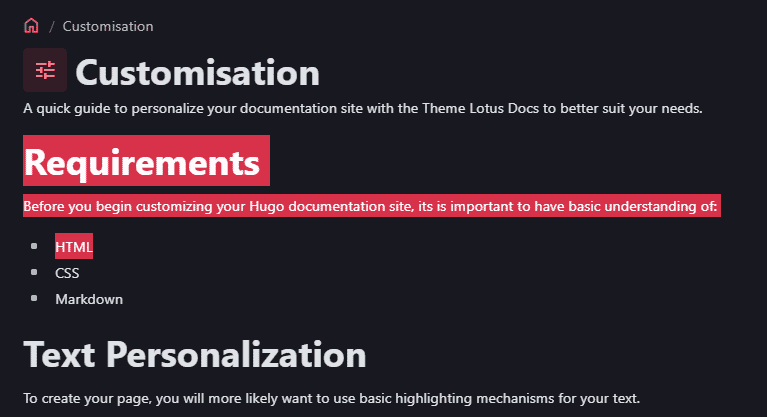 / Customisation
Customisation
A quick guide to personalize your documentation site with the Theme Lotus Docs to better suit your needs.
Requirements
Before you begin customizing your Hugo documentation site, its is important to have basic understanding of:
HTML
CSS
Markdown
Text Personalization
To create your page, you will more likely want to use basic highlighting mechanisms for your text.